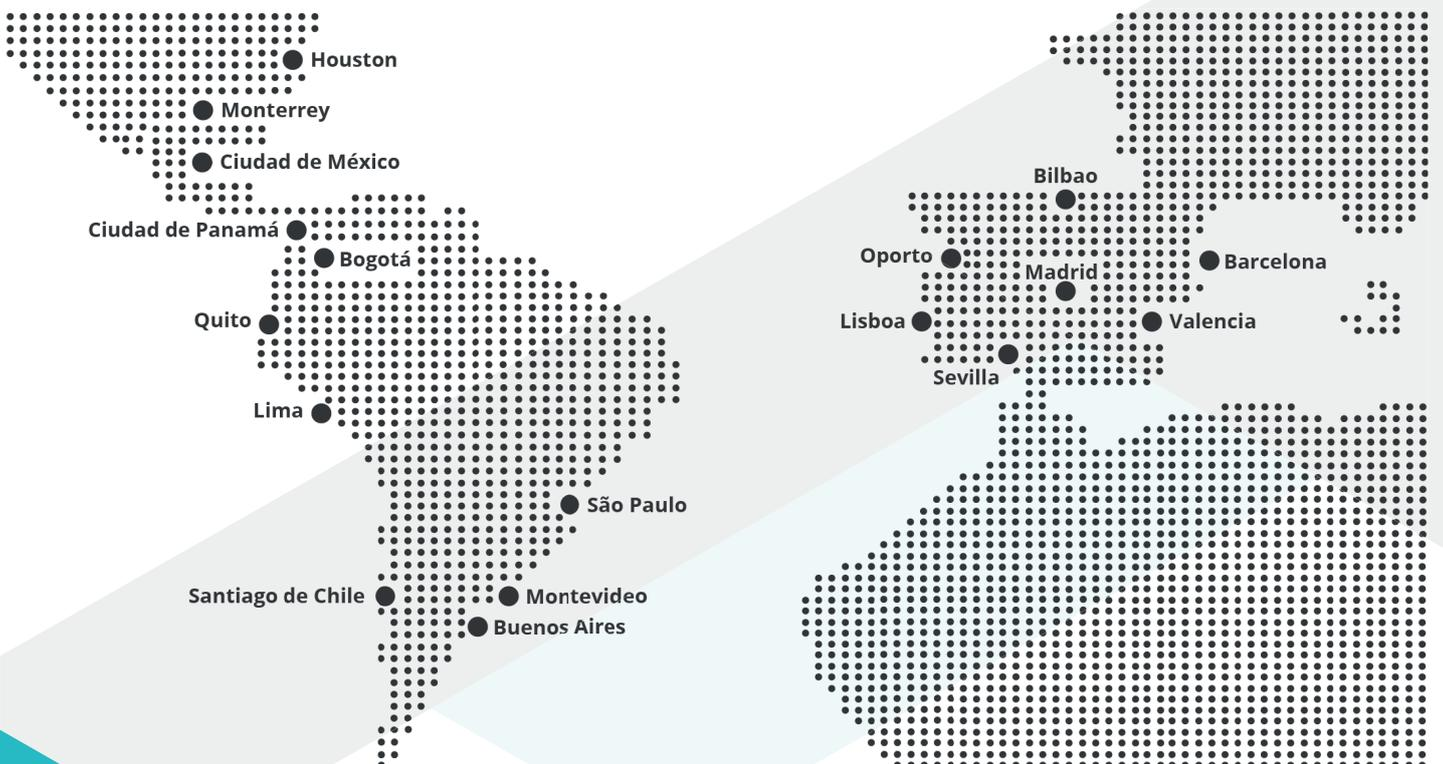 Houston
Monterrey
Ciudad de México
Ciudad de Panamá
Bogotá
Quito
Lima
São Paulo
Santiago de Chile
Montevideo
Buenos Aires
Bilbao
Oporto
Madrid
Barcelona
Lisboa
Valencia
Sevilla